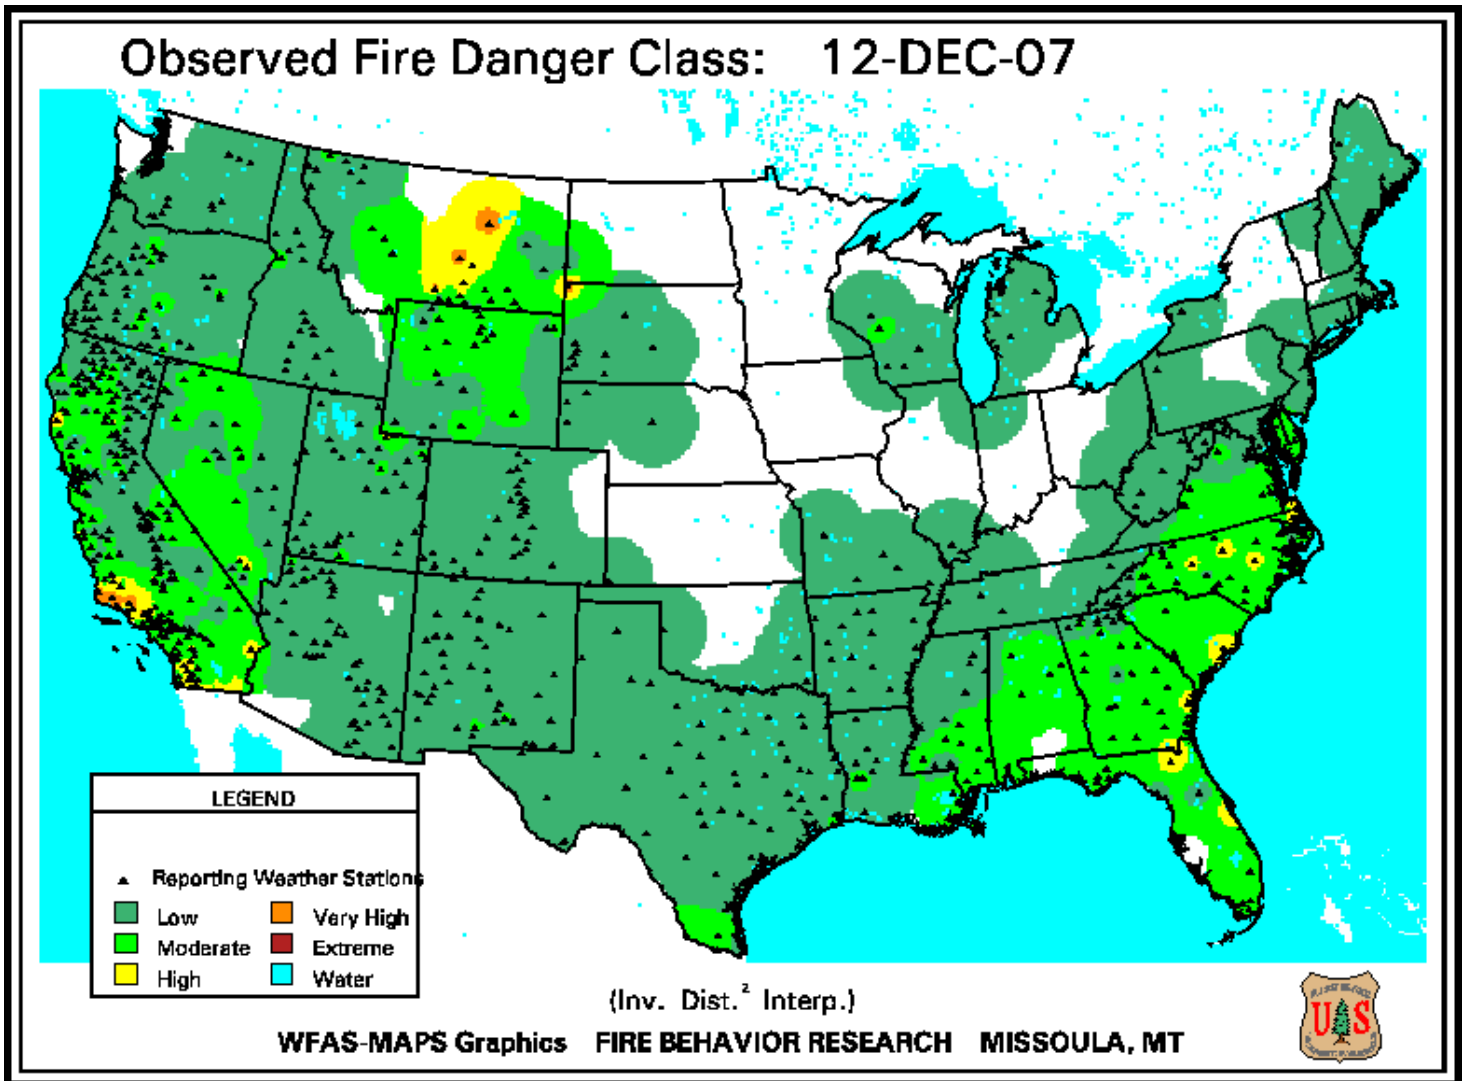 Observed Fire Danger Class: 12-DEC-07
LEGEND
Reporting Weather Stations
Low Very High
Moderate Extreme
High Water
(Inv. Dist.² Interp.)
WFAS-MAPS Graphics FIRE BEHAVIOR RESEARCH MISSOULA, MT
U S